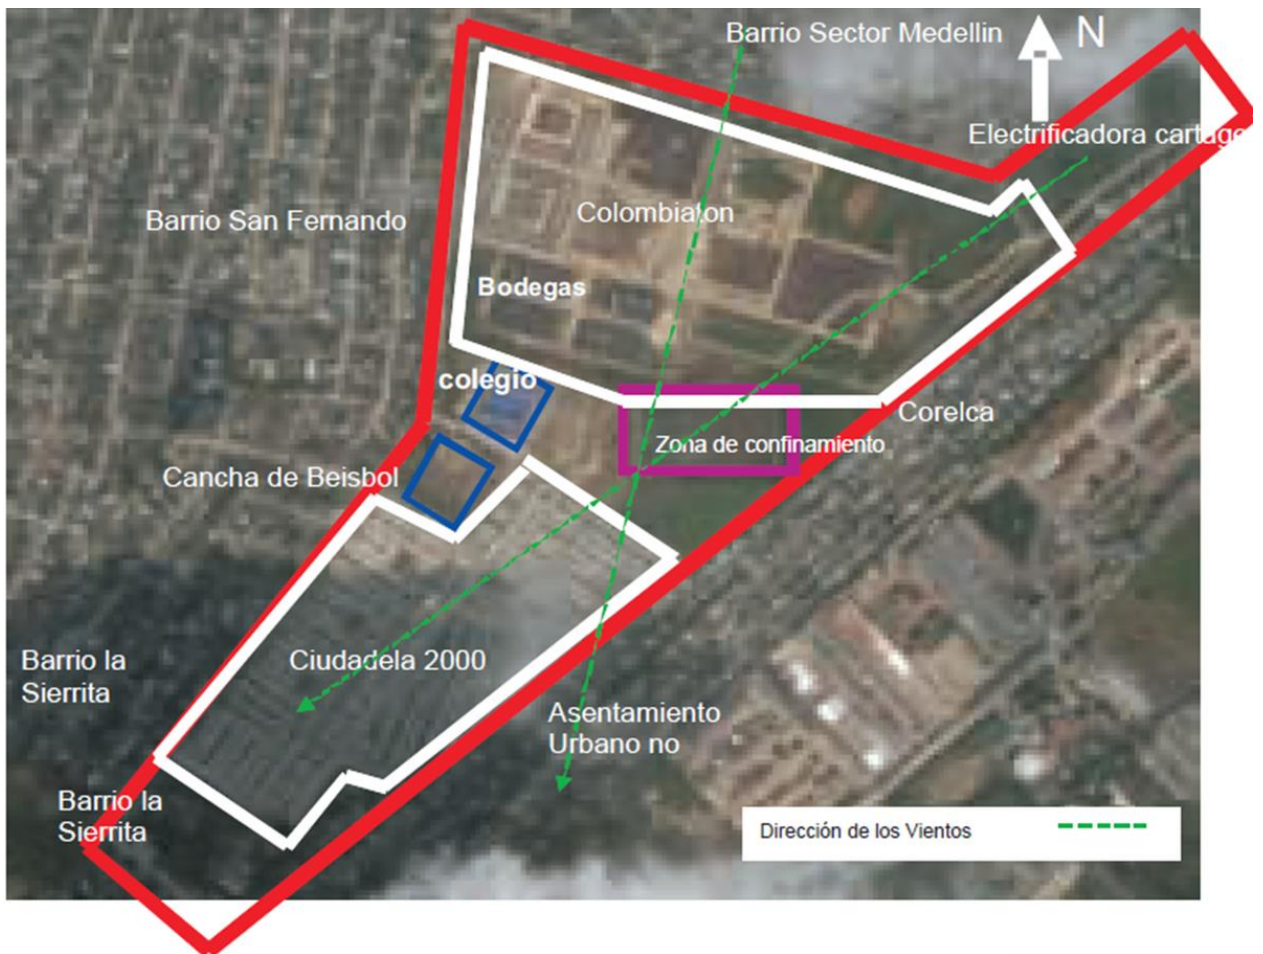 Barrio Sector Medellin
N
Electrificadora cartage
Barrio San Fernando
Colombiaton
Bodegas
colegio
Corelca
Zona de confinamiento
Cancha de Beisbol
Barrio la
Sierrita
Ciudadela 2000
Asentamiento
Urbano no
Barrio la
Sierrita
Dirección de los Vientos